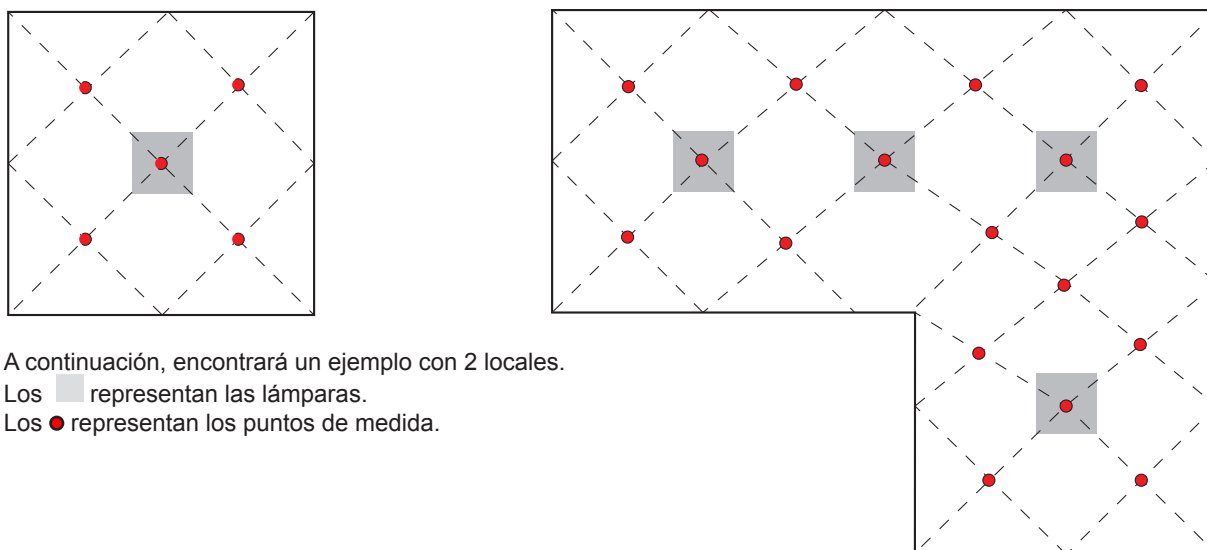 A continuación, encontrará un ejemplo con 2 locales.
Los representan las lámparas.
Los representan los puntos de medida.